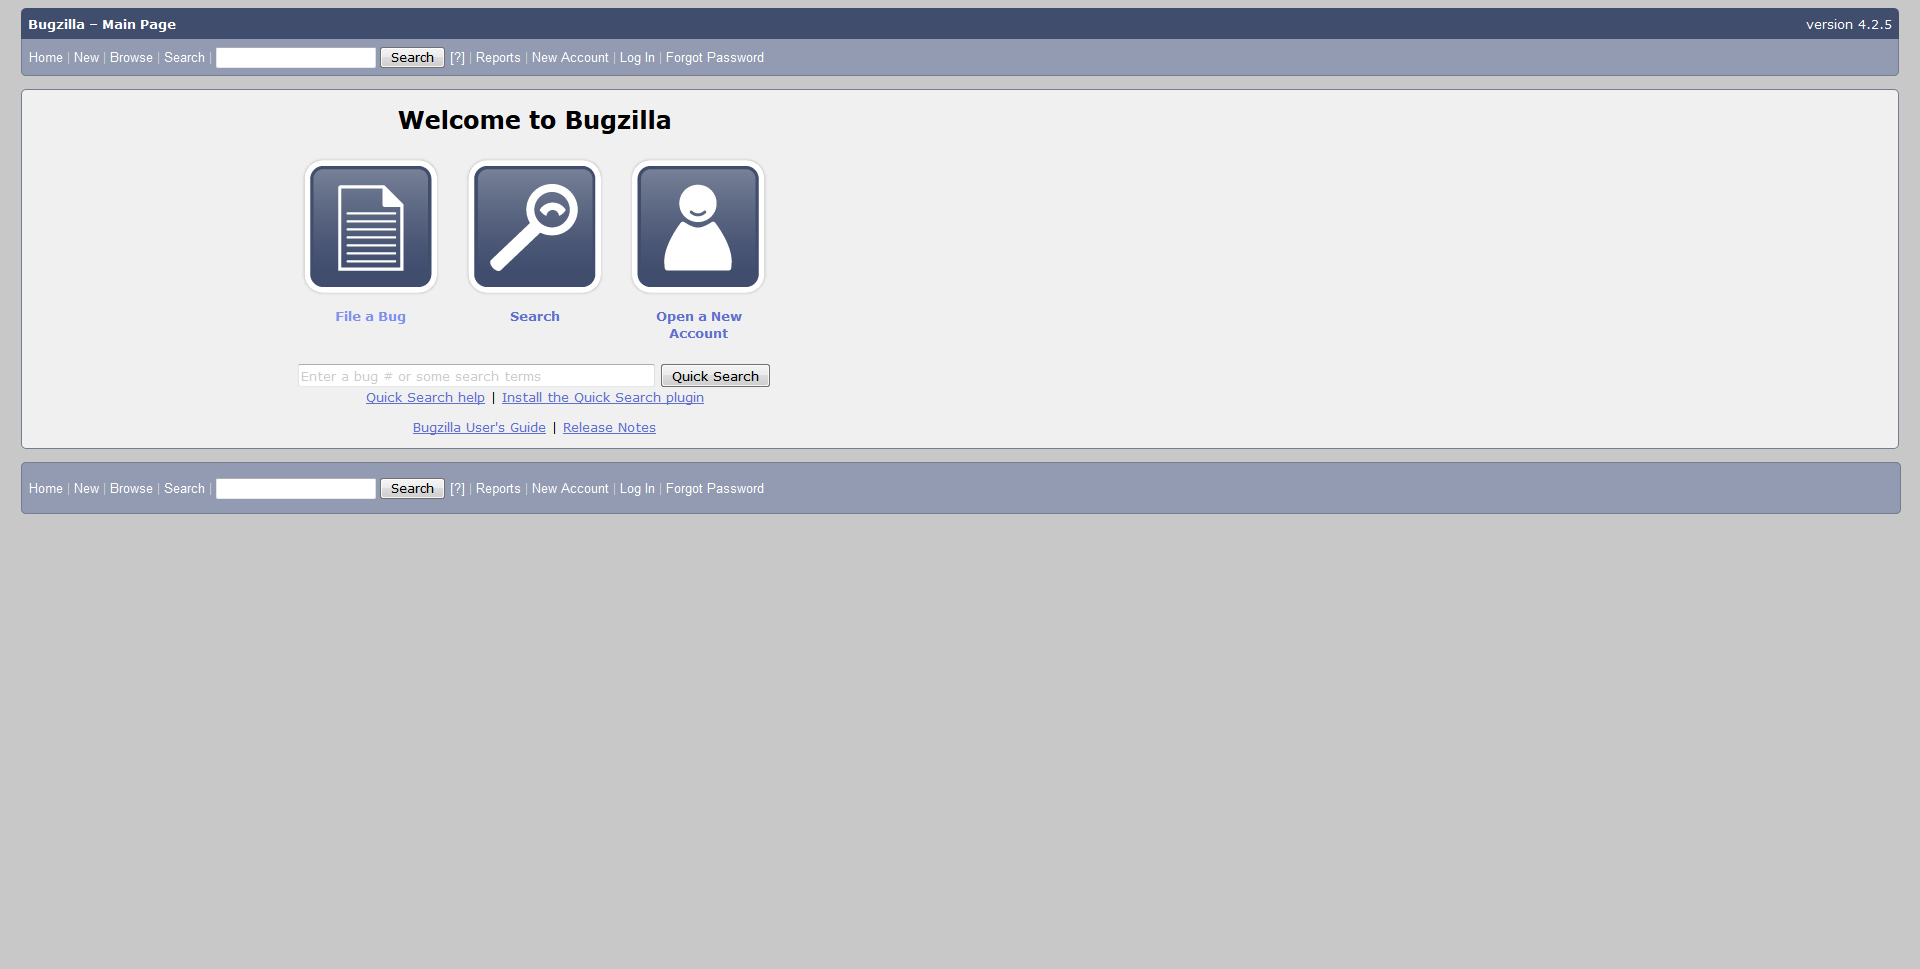 Bugzilla – Main Page version 4.2.5
Home | New | Browse | Search | Search [?] | Reports | New Account | Log In | Forgot Password
Welcome to Bugzilla
File a Bug
Search
Open a New
Account
Enter a bug # or some search terms Quick Search
Quick Search help | Install the Quick Search plugin
Bugzilla User's Guide | Release Notes
Home | New | Browse | Search | Search [?] | Reports | New Account | Log In | Forgot Password